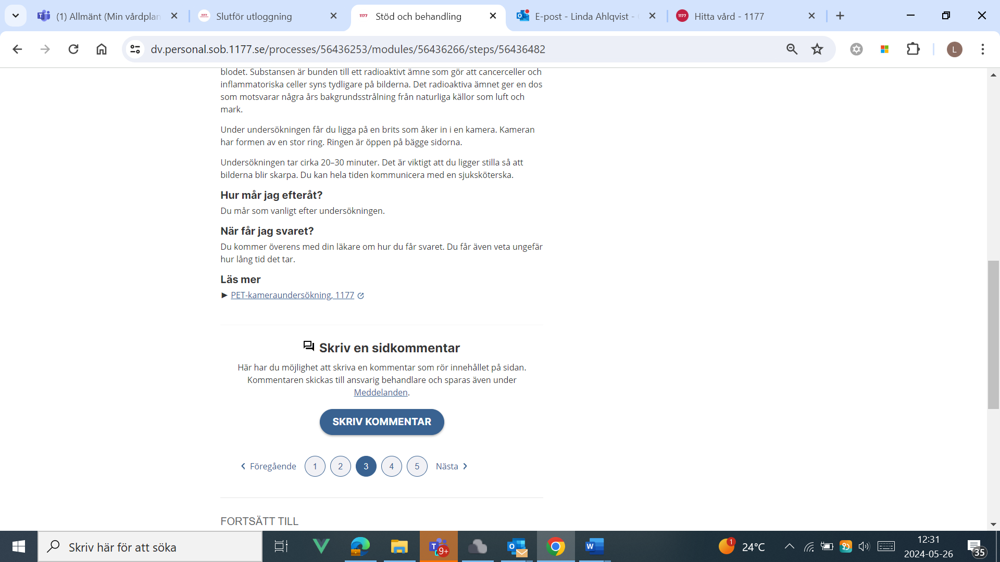 (1) Allmänt (Min vårdplan
Slutför utloggning
Stöd och behandling
E-post - Linda Ahlqvist -
Hitta vård - 1177
dv.personal.sob.1177.se/processes/56436253/modules/56436266/steps/56436482
L
blodet. Substansen är bunden till ett radioaktivt ämne som gör att cancerceller och
inflammatoriska celler syns tydligare på bilderna. Det radioaktiva ämnet ger en dos
som motsvarar några års bakgrundsstrålning från naturliga källor som luft och
mark.
Under undersökningen får du ligga på en brits som åker in i en kamera. Kameran
har formen av en stor ring. Ringen är öppen på bägge sidorna.
Undersökningen tar cirka 20–30 minuter. Det är viktigt att du ligger stilla så att
bilderna blir skarpa. Du kan hela tiden kommunicera med en sjuksköterska.
Hur mår jag efteråt?
Du mår som vanligt efter undersökningen.
När får jag svaret?
Du kommer överens med din läkare om hur du får svaret. Du får även veta ungefär
hur lång tid det tar.
Läs mer
► PET-kameraundersökning, 1177
Skriv en sidkommentar
Här har du möjlighet att skriva en kommentar som rör innehållet på sidan.
Kommentaren skickas till ansvarig behandlare och sparas även under
Meddelanden.
SKRIV KOMMENTAR
Föregående 1 2 3 4 5 Nästa
FORTSÄTT TILL
Skriv här för att söka
9+
1
24°C
12:31
2024-05-26
35